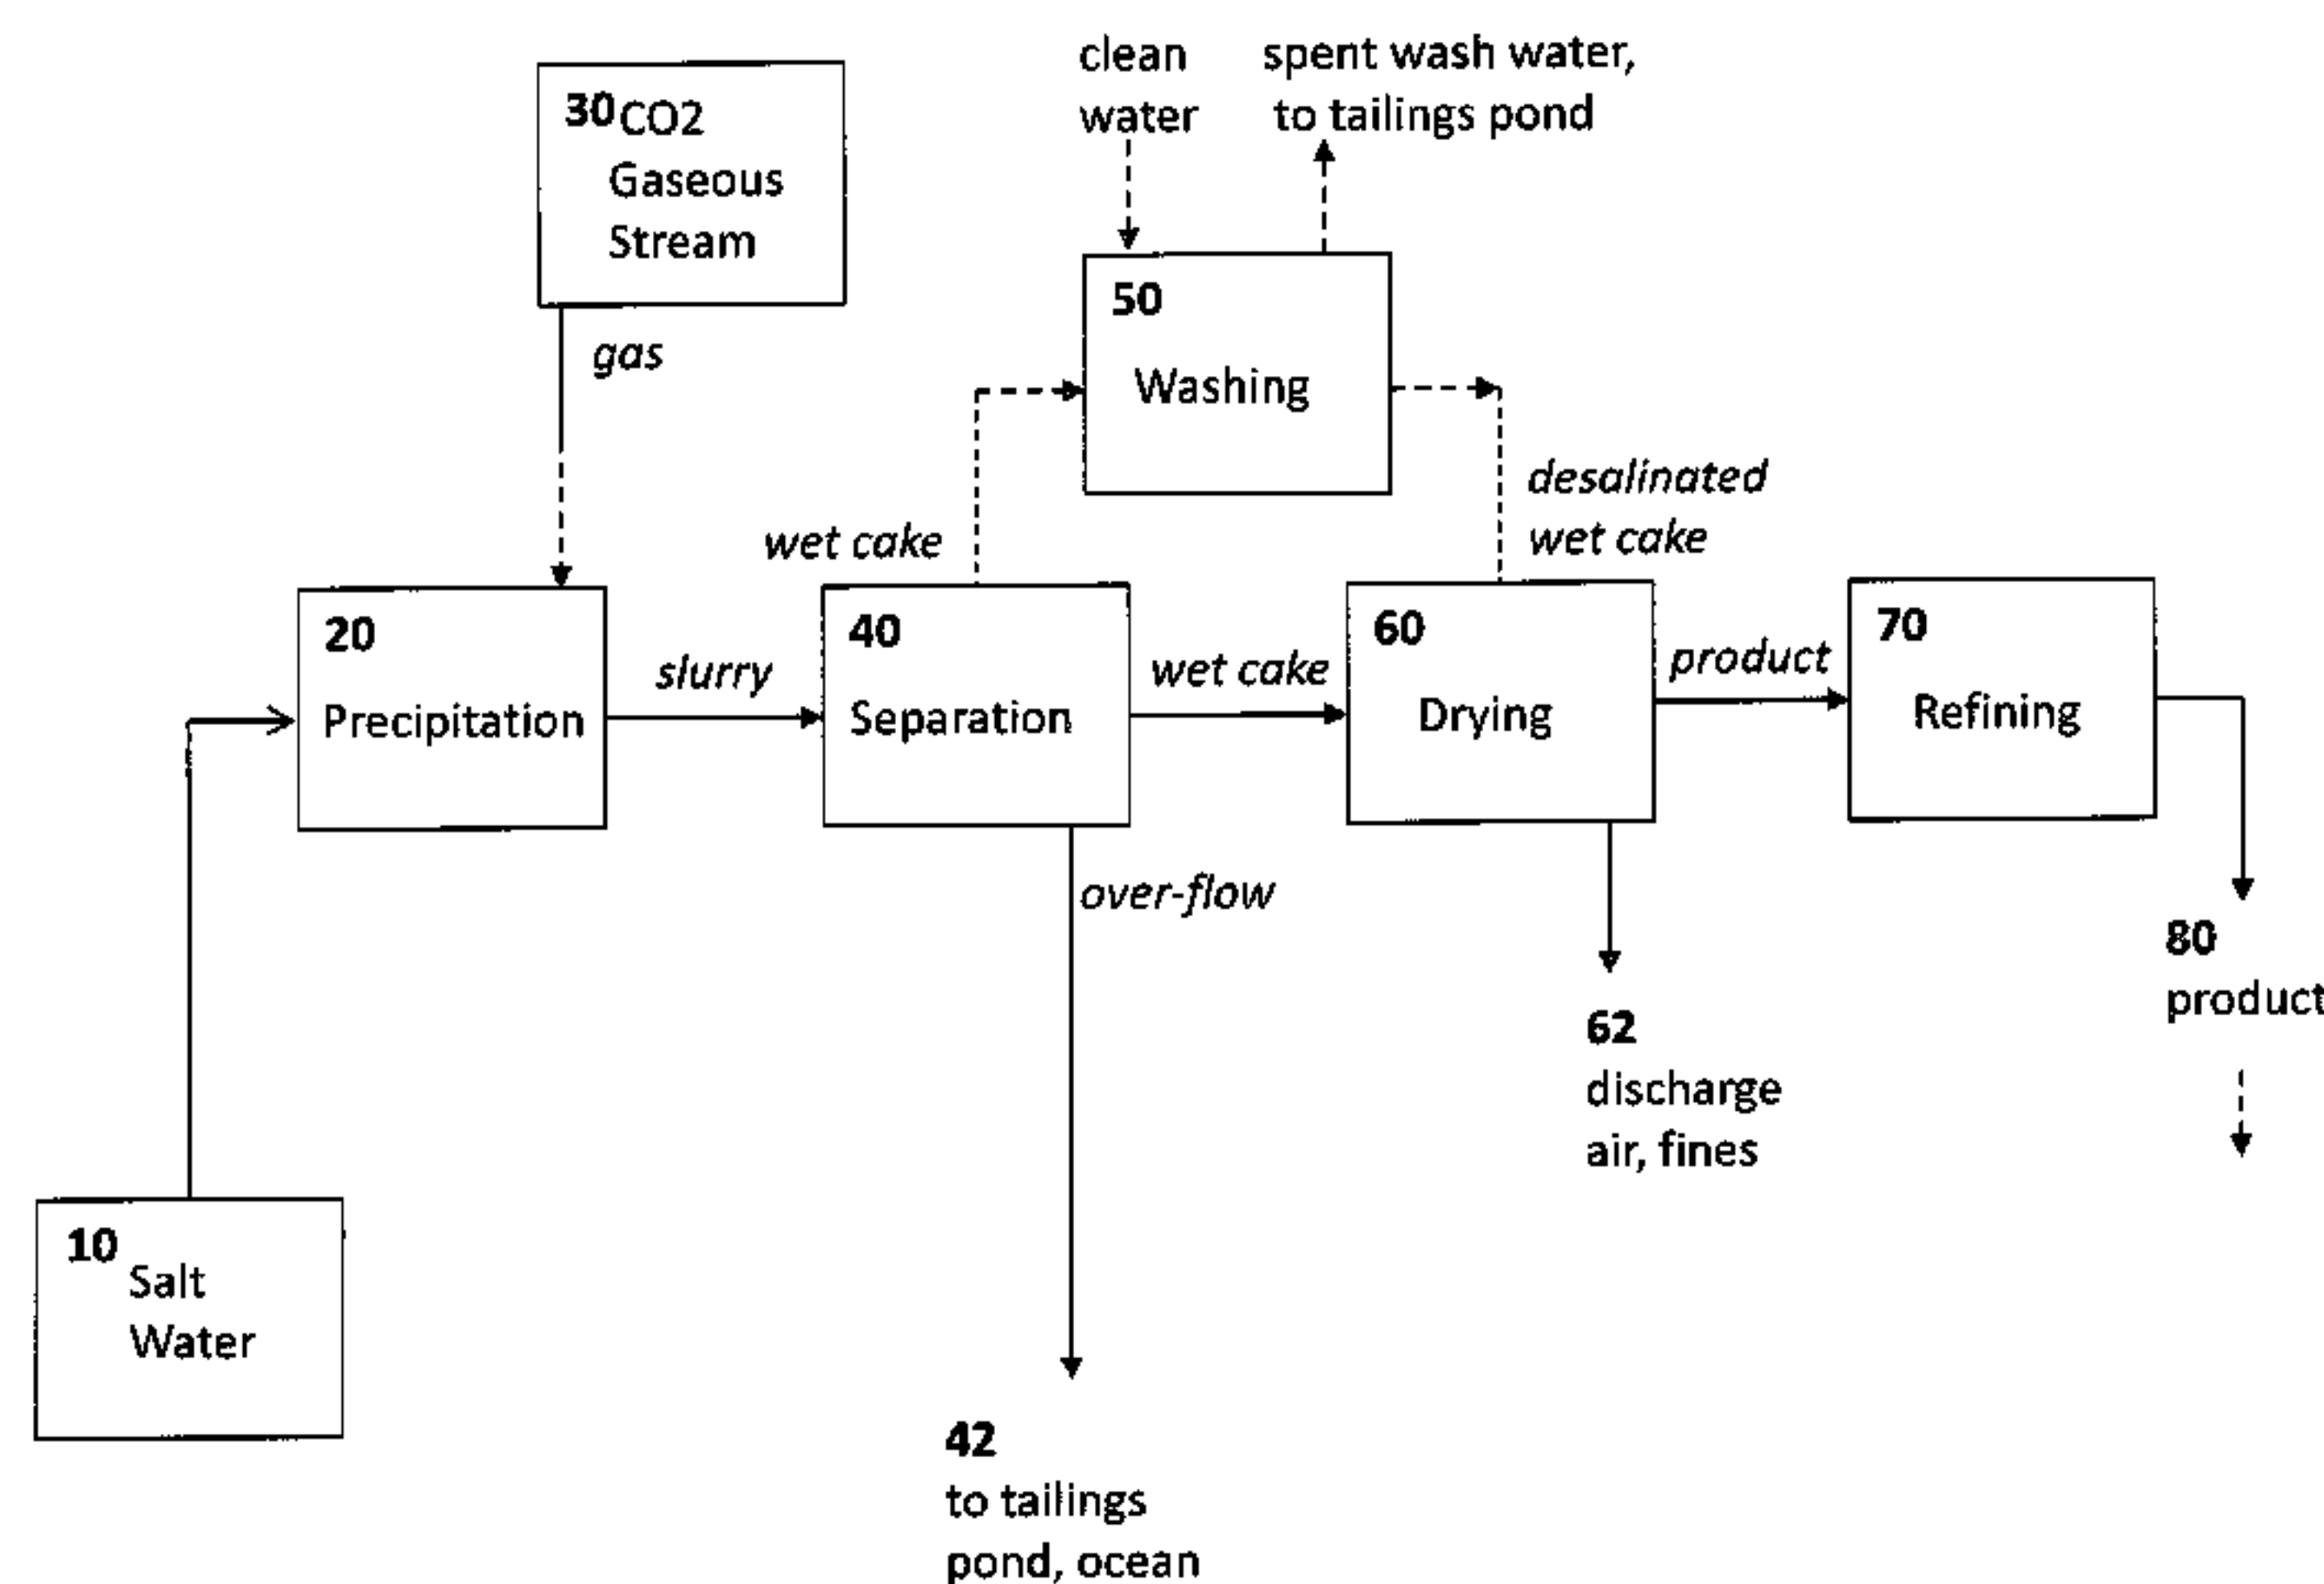 clean
water
spent wash water,
to tailings pond
30 CO2
Gaseous
Stream
gas
50
Washing
desalinated
wet cake
wet cake
20
Precipitation
slurry
40
Separation
wet cake
60
Drying
product
70
Refining
over-flow
80
product
62
discharge
air, fines
10
Salt
Water
42
to tailings
pond, ocean